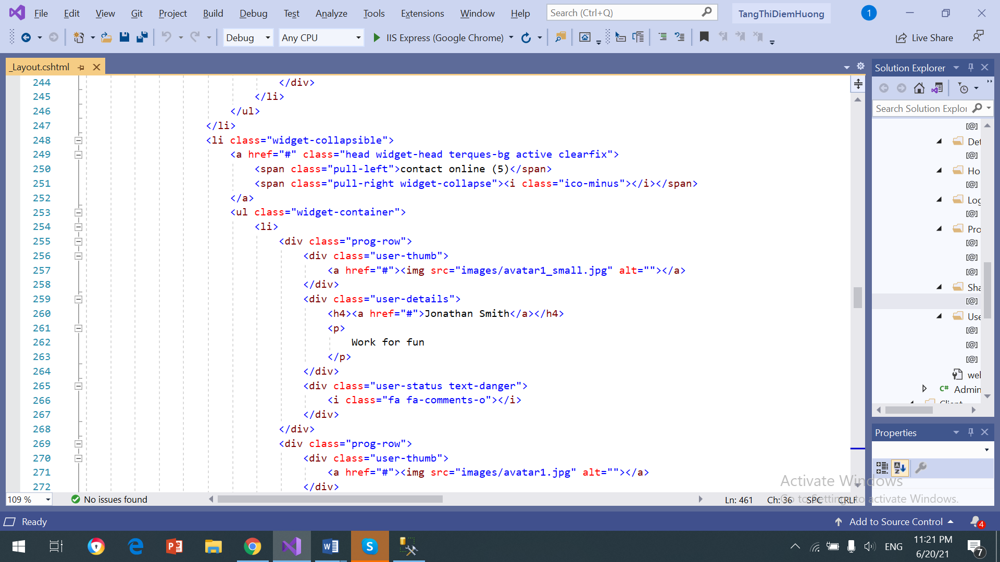 File Edit View Git Project Build Debug Test Analyze Tools Extensions Window Help Search (Ctrl+Q) TangThiDiemHuong 1
Debug Any CPU IIS Express (Google Chrome) Live Share
_Layout.cshtml
244 </div>
245 </li>
246 </ul>
247 </li>
248 <li class="widget-collapsible">
249 <a href="#" class="head widget-head terques-bg active clearfix">
250 <span class="pull-left">contact online (5)</span>
251 <span class="pull-right widget-collapse"><i class="ico-minus"></i></span>
252 </a>
253 <ul class="widget-container">
254 <li>
255 <div class="prog-row">
256 <div class="user-thumb">
257 <a href="#"><img src="images/avatar1_small.jpg" alt=""></a>
258 </div>
259 <div class="user-details">
260 <h4><a href="#">Jonathan Smith</a></h4>
261 <p>
262 Work for fun
263 </p>
264 </div>
265 <div class="user-status text-danger">
266 <i class="fa fa-comments-o"></i>
267 </div>
268 </div>
269 <div class="prog-row">
270 <div class="user-thumb">
271 <a href="#"><img src="images/avatar1.jpg" alt=""></a>
272 </div>
109 % No issues found Ln: 461 Ch: 36 SPC CRLF
Solution Explorer
Search Solution Explor
[@]
Det
[@]
Ho
[@]
Log
[@]
Pro
[@]
[@]
[@]
Sha
[@]
Use
[@]
[@]
[@]
we
C# Admin
Client
Properties
Activate Windows
Go to Settings to activate Windows.
Ready Add to Source Control 4
ENG 11:21 PM
6/20/21 7